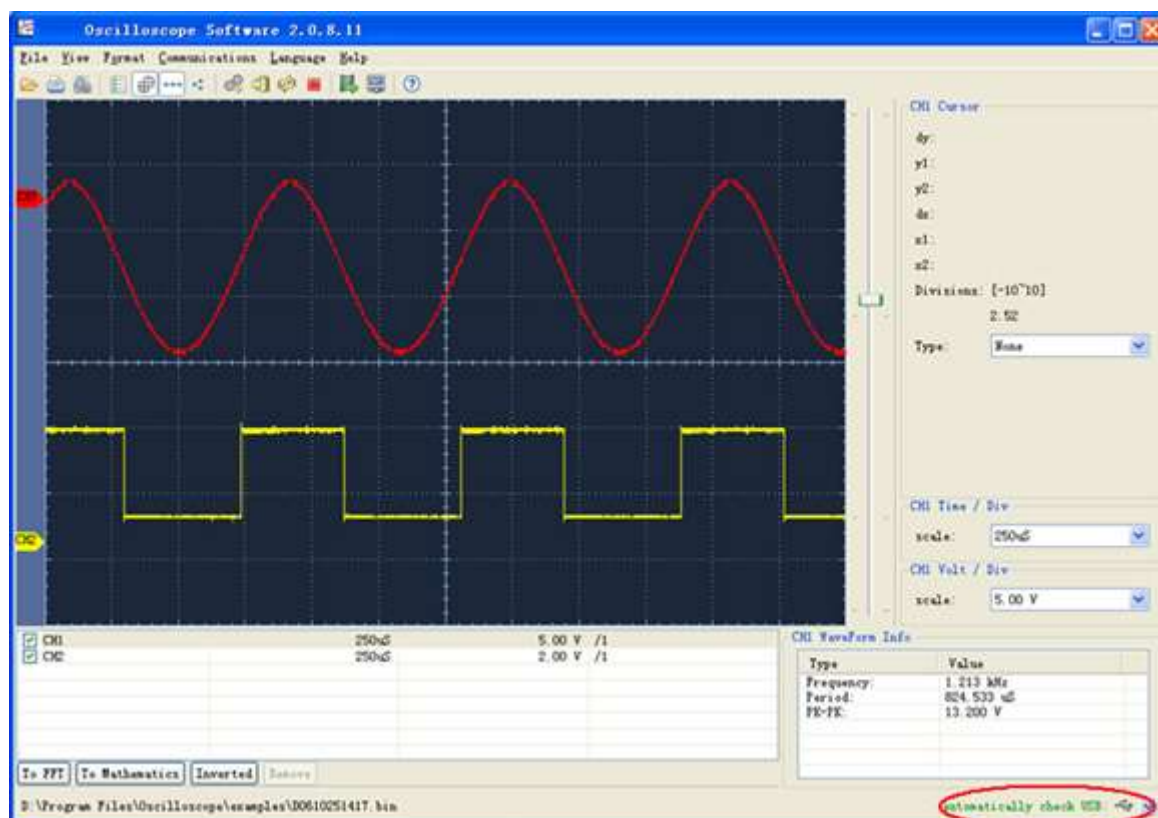 Oscilloscope Software 2.0.8.11
File View Format Communications Language Help
CH1 Cursor
dy:
y1:
y2:
dx:
x1:
x2:
Divisions: [-10~10]
2.52
Type: None
CH1
CH2
CH1 Time / Div
scale: 250uS
CH1 Volt / Div
scale: 5.00 V
CH1 250uS 5.00 V /1
CH2 250uS 2.00 V /1
CH1 WaveForm Info
Type Value
Frequency: 1.213 kHz
Period: 824.533 uS
PK-PK: 13.200 V
To FFT To Mathematics Inverted Remove
D:\Program Files\Oscilloscope\examples\D0610251417.bin
Automatically check USB: